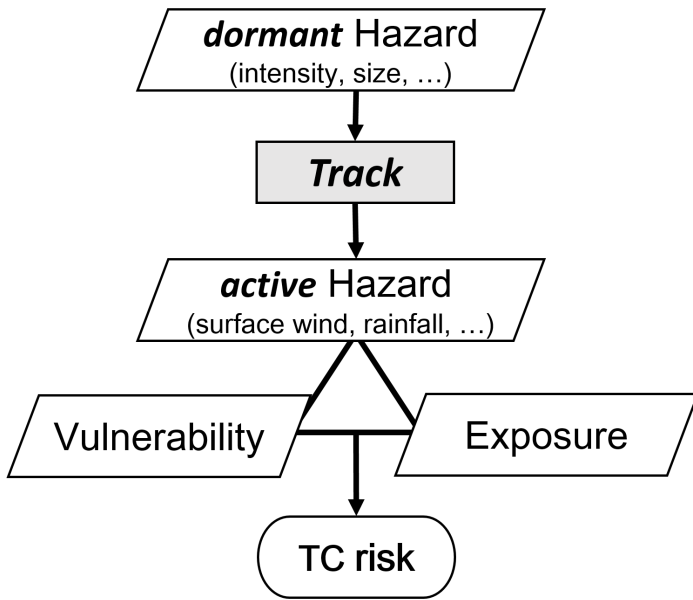 dormant Hazard
(intensity, size, …)
Track
active Hazard
(surface wind, rainfall, …)
Vulnerability
Exposure
TC risk